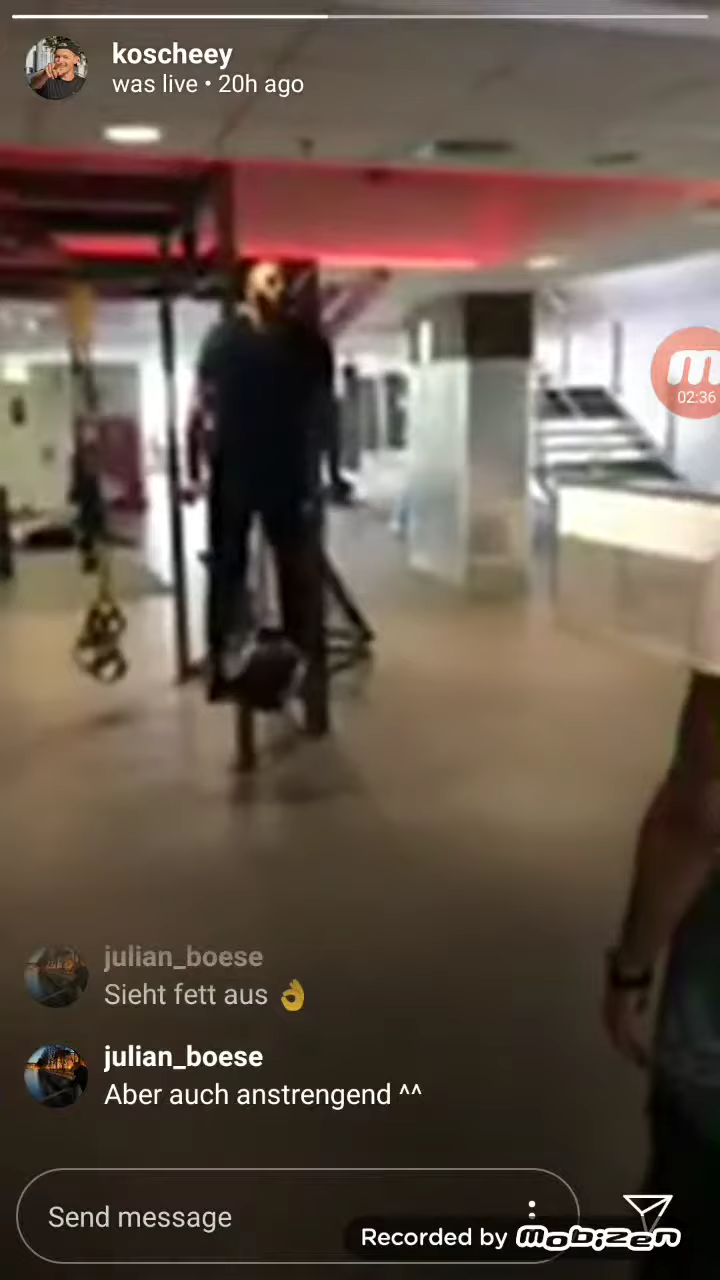 koscheey
was live • 20h ago
m
02:36
julian_boese
Sieht fett aus 👌
julian_boese
Aber auch anstrengend ^^
Send message
Recorded by Mobizen